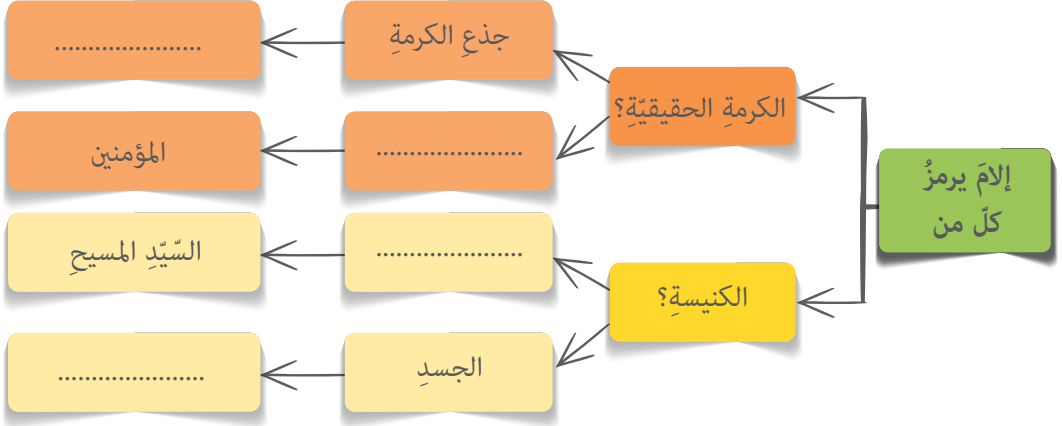 إلامَ يرمزُ
كلّ من
الكرمةِ الحقيقيّةِ؟
جذعِ الكرمةِ
......................
......................
المؤمنين
الكنيسةِ؟
......................
السّيّدِ المسيحِ
الجسدِ
......................